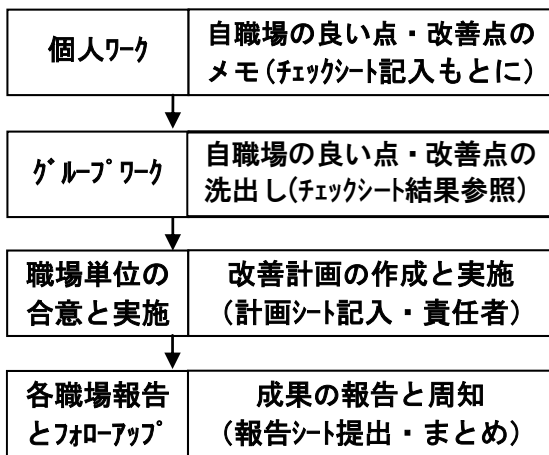 個人ﾜｰｸ
自職場の良い点・改善点の
メモ(ﾁｪｯｸｼｰﾄ記入もとに)
ｸﾞﾙｰﾌﾟﾜｰｸ
自職場の良い点・改善点の
洗出し(ﾁｪｯｸｼｰﾄ結果参照)
職場単位の
合意と実施
改善計画の作成と実施
(計画ｼｰﾄ記入・責任者)
各職場報告
とﾌｫﾛｰｱｯﾌﾟ
成果の報告と周知
(報告ｼｰﾄ提出・まとめ)